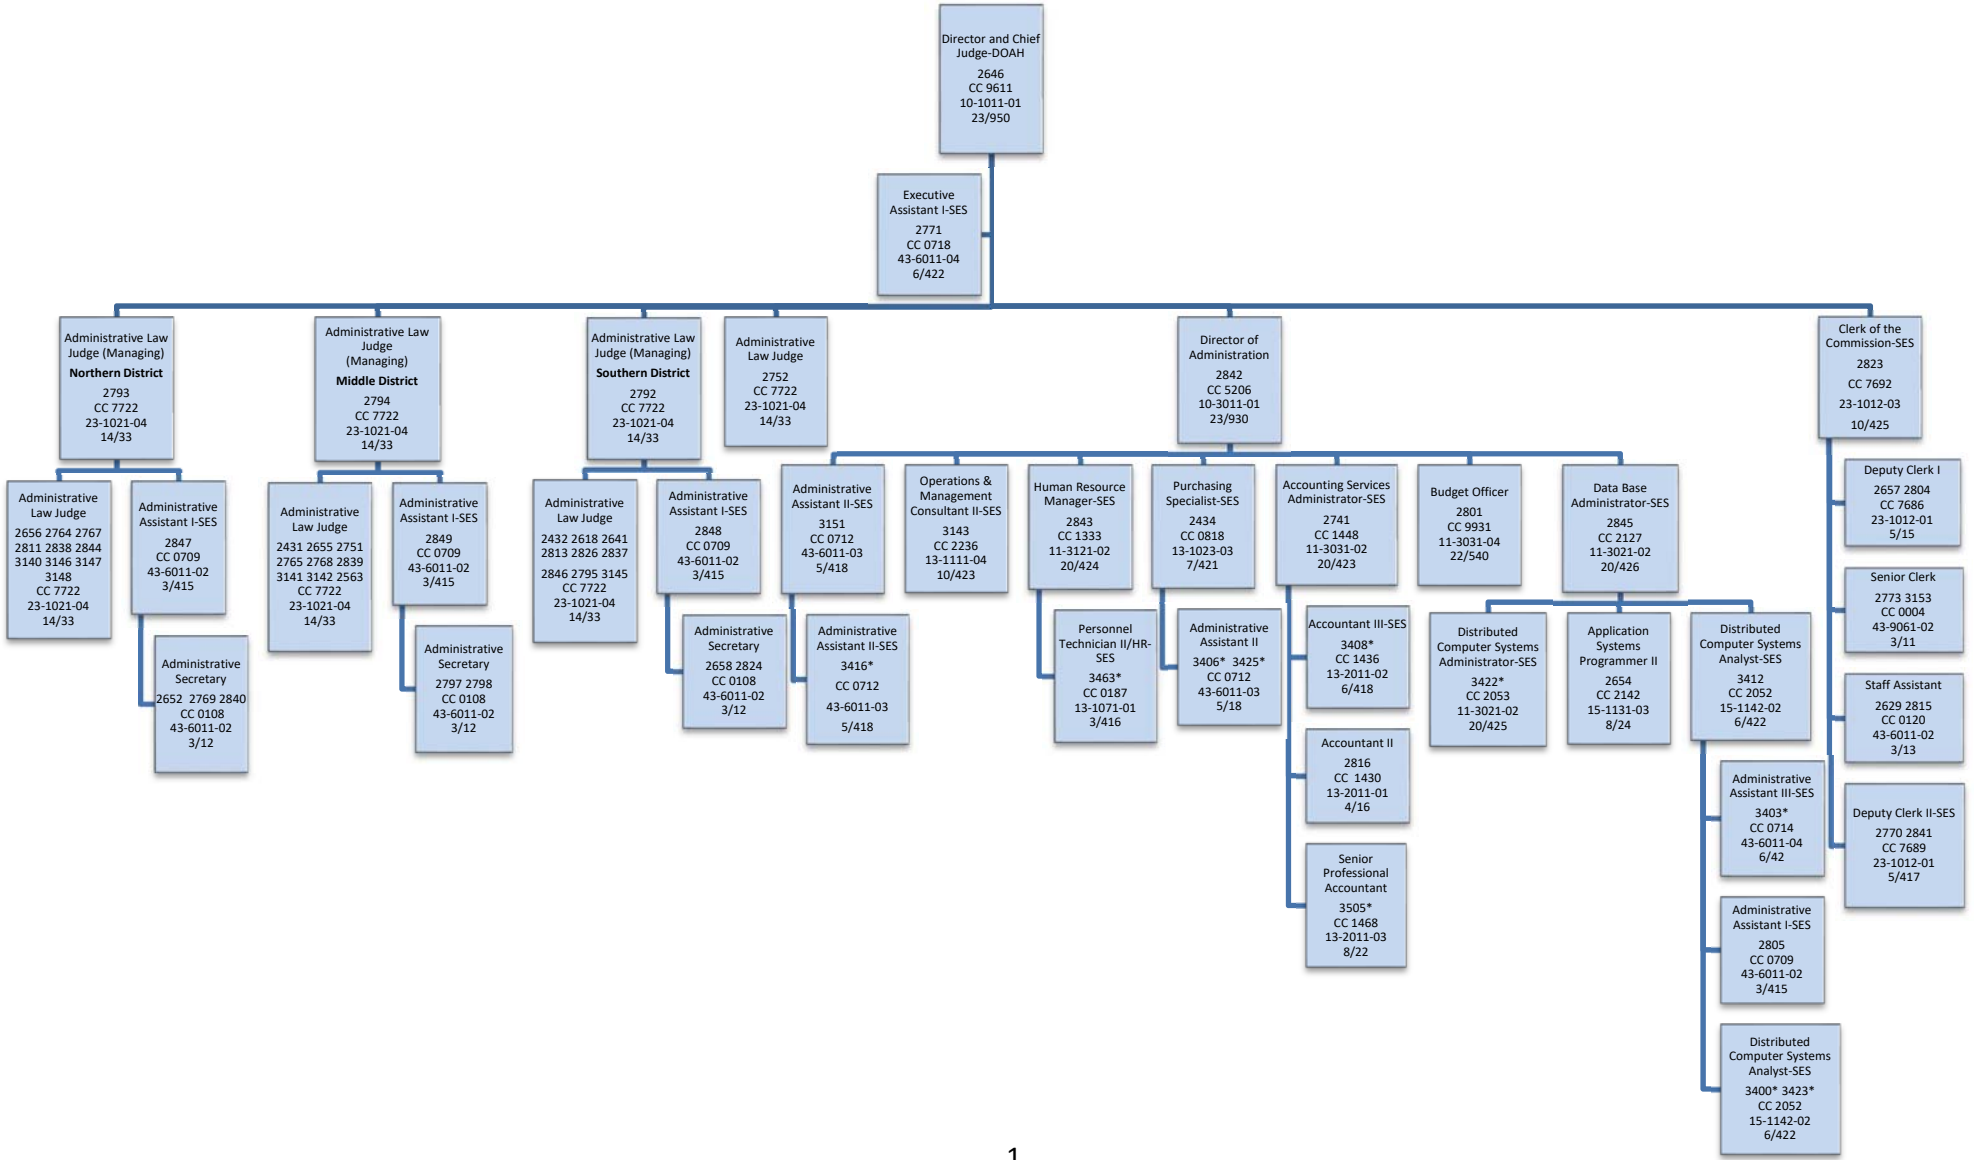 Director and Chief
Judge-DOAH
2646
CC 9611
10-1011-01
23/950
Executive
Assistant I-SES
2771
CC 0718
43-6011-04
6/422
Administrative Law
Judge (Managing)
Northern District
2793
CC 7722
23-1021-04
14/33
Administrative Law
Judge
(Managing)
Middle District
2794
CC 7722
23-1021-04
14/33
Administrative Law
Judge (Managing)
Southern District
2792
CC 7722
23-1021-04
14/33
Administrative
Law Judge
2752
CC 7722
23-1021-04
14/33
Director of
Administration
2842
CC 5206
10-3011-01
23/930
Clerk of the
Commission-SES
2823
CC 7692
23-1012-03
10/425
Administrative
Law Judge
2656 2764 2767
2811 2838 2844
3140 3146 3147
3148
CC 7722
23-1021-04
14/33
Administrative
Assistant I-SES
2847
CC 0709
43-6011-02
3/415
Administrative
Secretary
2652 2769 2840
CC 0108
43-6011-02
3/12
Administrative
Law Judge
2431 2655 2751
2765 2768 2839
3141 3142 2563
CC 7722
23-1021-04
14/33
Administrative
Assistant I-SES
2849
CC 0709
43-6011-02
3/415
Administrative
Secretary
2797 2798
CC 0108
43-6011-02
3/12
Administrative
Law Judge
2432 2618 2641
2813 2826 2837
2846 2795 3145
CC 7722
23-1021-04
14/33
Administrative
Assistant I-SES
2848
CC 0709
43-6011-02
3/415
Administrative
Secretary
2658 2824
CC 0108
43-6011-02
3/12
Administrative
Assistant II-SES
3151
CC 0712
43-6011-03
5/418
Administrative
Assistant II-SES
3416*
CC 0712
43-6011-03
5/418
Operations &
Management
Consultant II-SES
3143
CC 2236
13-1111-04
10/423
Human Resource
Manager-SES
2843
CC 1333
11-3121-02
20/424
Personnel
Technician II/HR-
SES
3463*
CC 0187
13-1071-01
3/416
Purchasing
Specialist-SES
2434
CC 0818
13-1023-03
7/421
Administrative
Assistant II
3406* 3425*
CC 0712
43-6011-03
5/18
Accounting Services
Administrator-SES
2741
CC 1448
11-3031-02
20/423
Accountant III-SES
3408*
CC 1436
13-2011-02
6/418
Accountant II
2816
CC 1430
13-2011-01
4/16
Senior
Professional
Accountant
3505*
CC 1468
13-2011-03
8/22
Budget Officer
2801
CC 9931
11-3031-04
22/540
Data Base
Administrator-SES
2845
CC 2127
11-3021-02
20/426
Distributed
Computer Systems
Administrator-SES
3422*
CC 2053
11-3021-02
20/425
Application
Systems
Programmer II
2654
CC 2142
15-1131-03
8/24
Distributed
Computer Systems
Analyst-SES
3412
CC 2052
15-1142-02
6/422
Administrative
Assistant III-SES
3403*
CC 0714
43-6011-04
6/42
Administrative
Assistant I-SES
2805
CC 0709
43-6011-02
3/415
Distributed
Computer Systems
Analyst-SES
3400* 3423*
CC 2052
15-1142-02
6/422
Deputy Clerk I
2657 2804
CC 7686
23-1012-01
5/15
Senior Clerk
2773 3153
CC 0004
43-9061-02
3/11
Staff Assistant
2629 2815
CC 0120
43-6011-02
3/13
Deputy Clerk II-SES
2770 2841
CC 7689
23-1012-01
5/417
1